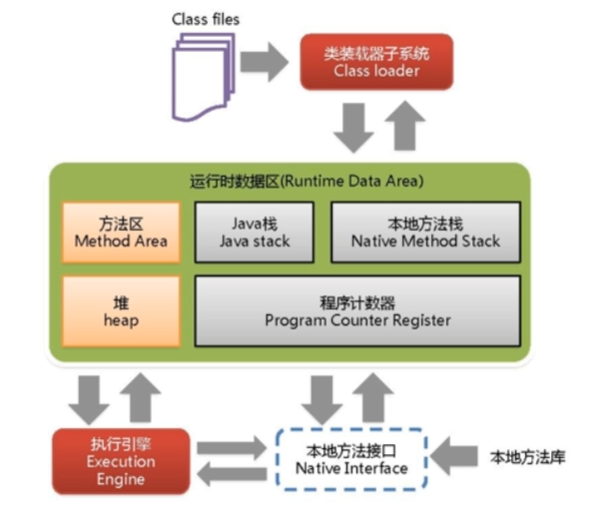 Class files
类装载器子系统
Class loader
运行时数据区(Runtime Data Area)
方法区
Method Area
Java栈
Java stack
本地方法栈
Native Method Stack
堆
heap
程序计数器
Program Counter Register
执行引擎
Execution
Engine
本地方法接口
Native Interface
本地方法库